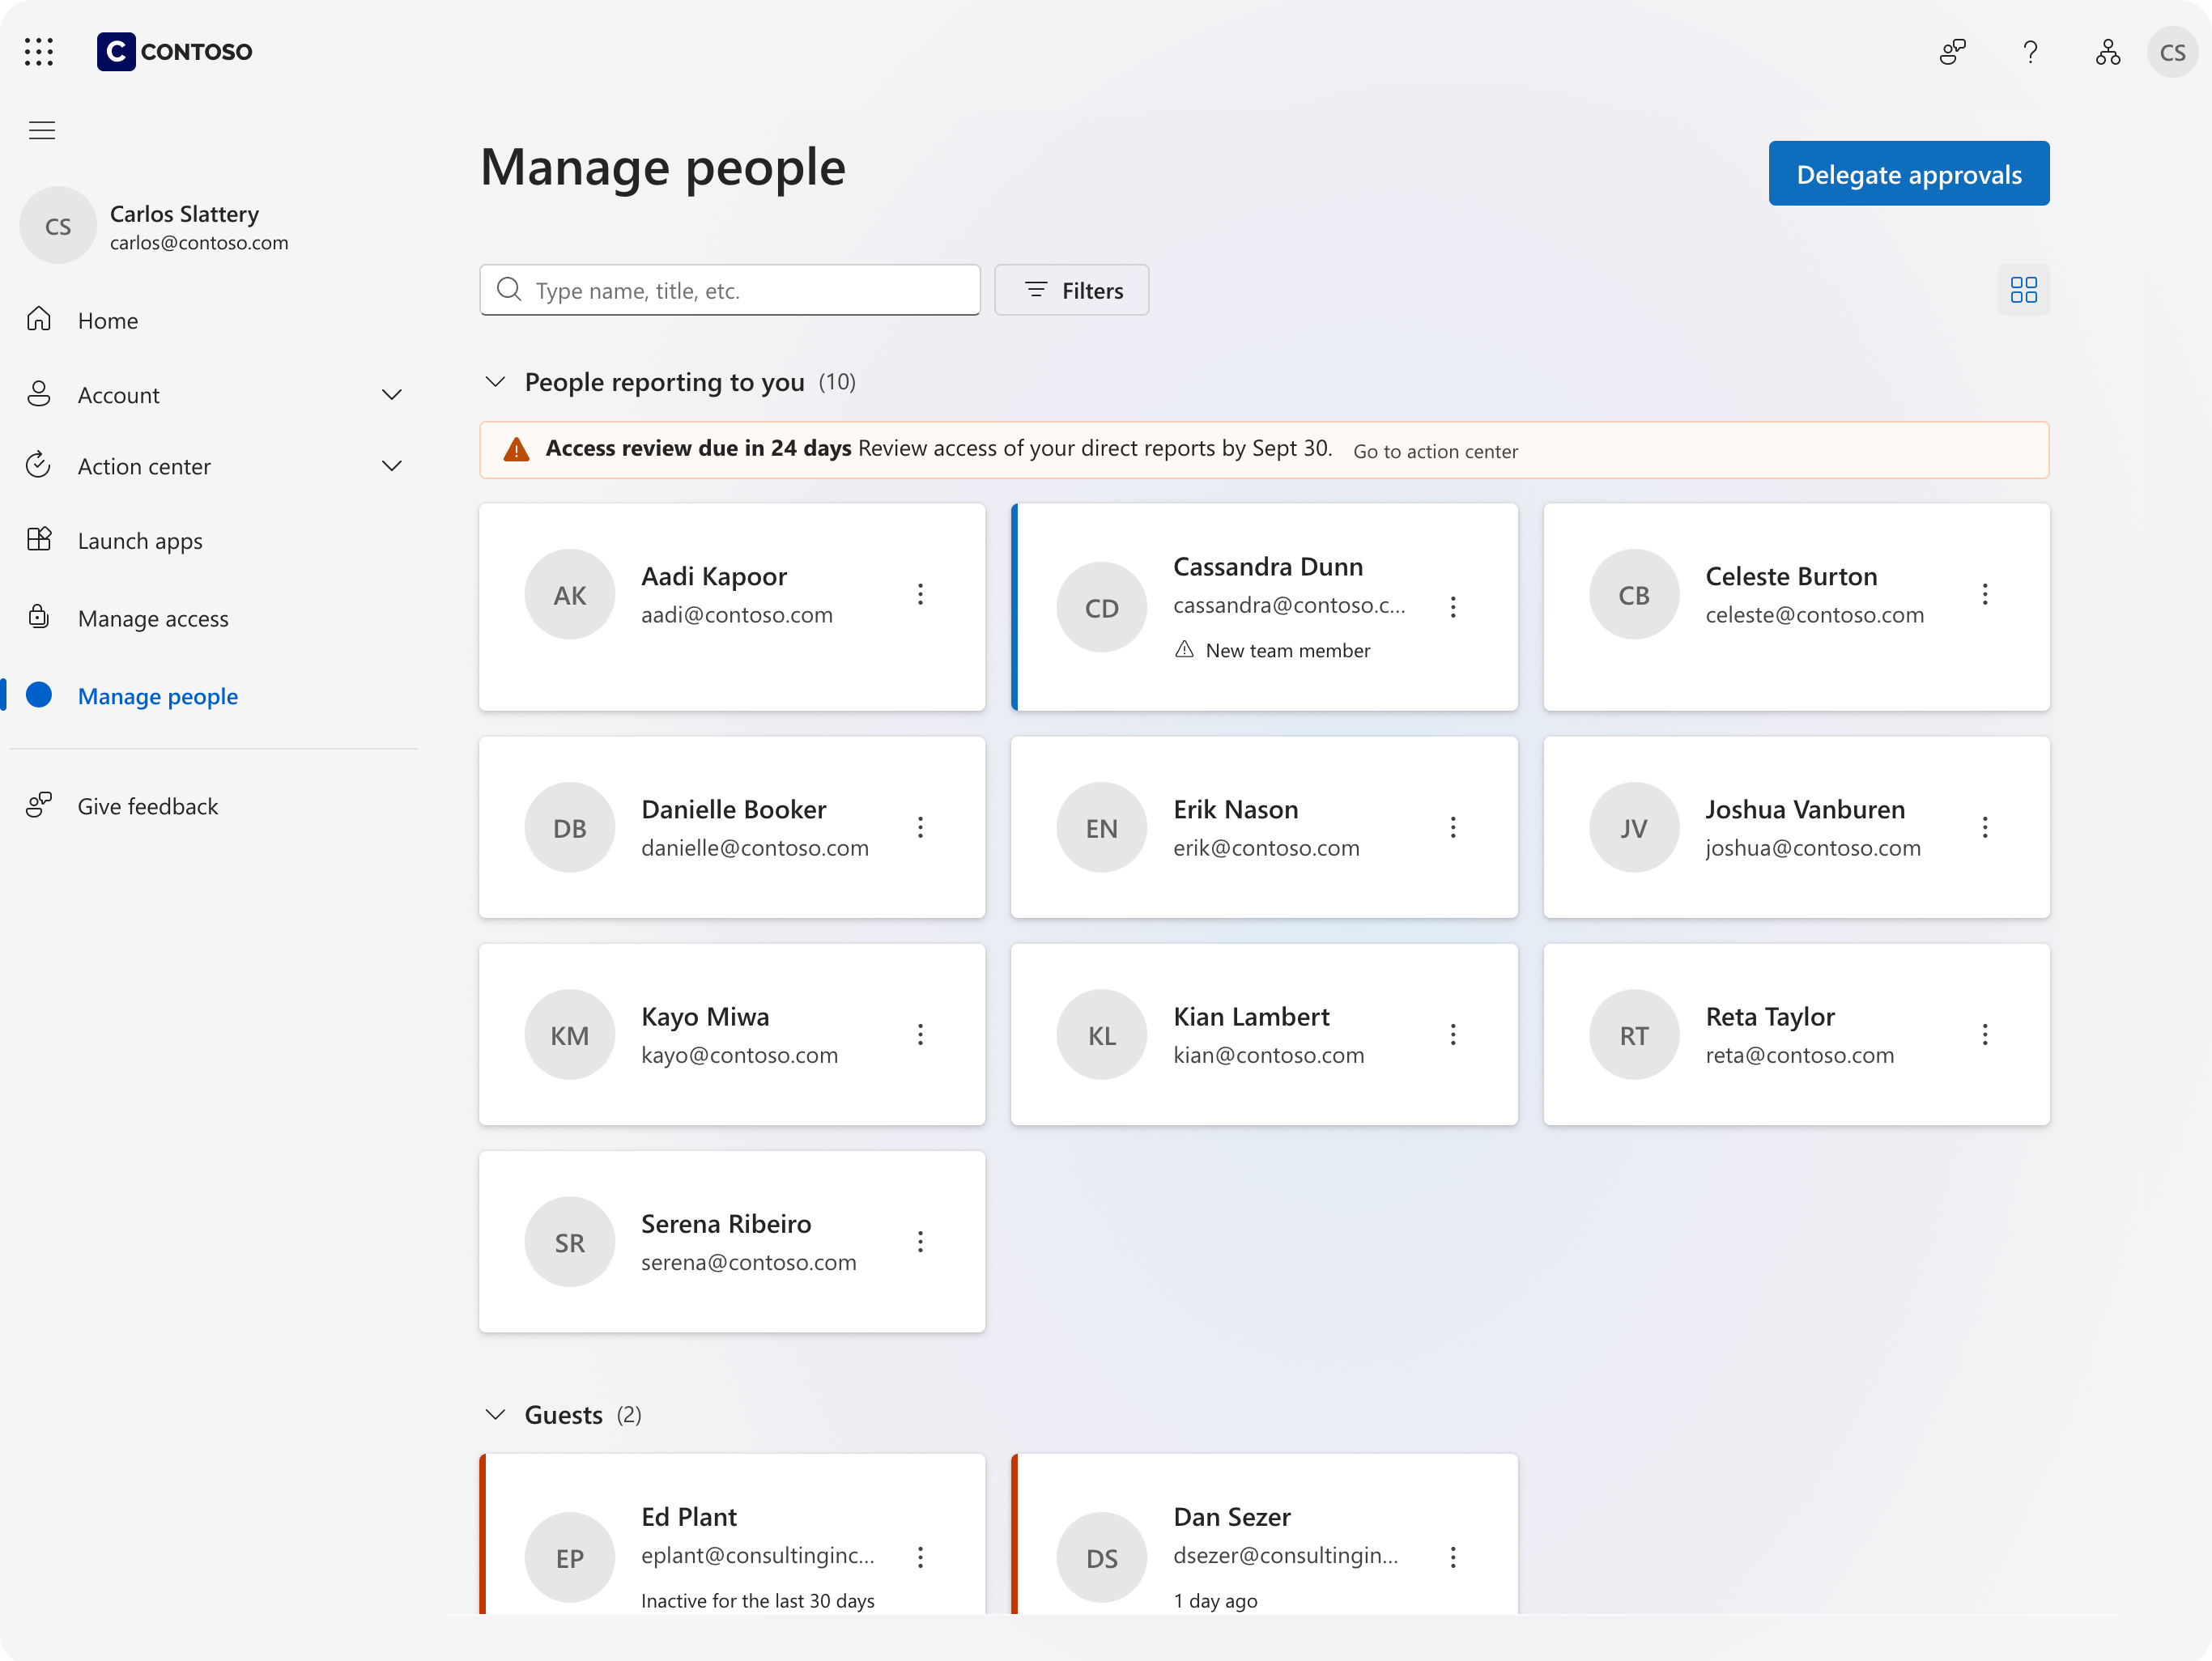 C CONTOSO
CS
Carlos Slattery
carlos@contoso.com
CS
Home
Account
Action center
Launch apps
Manage access
Manage people
Give feedback
Manage people
Delegate approvals
Type name, title, etc.
Filters
People reporting to you (10)
Access review due in 24 days Review access of your direct reports by Sept 30. Go to action center
AK
Aadi Kapoor
aadi@contoso.com
CD
Cassandra Dunn
cassandra@contoso.c...
New team member
CB
Celeste Burton
celeste@contoso.com
DB
Danielle Booker
danielle@contoso.com
EN
Erik Nason
erik@contoso.com
JV
Joshua Vanburen
joshua@contoso.com
KM
Kayo Miwa
kayo@contoso.com
KL
Kian Lambert
kian@contoso.com
RT
Reta Taylor
reta@contoso.com
SR
Serena Ribeiro
serena@contoso.com
Guests (2)
EP
Ed Plant
eplant@consultinginc...
Inactive for the last 30 days
DS
Dan Sezer
dsezer@consultingin...
1 day ago